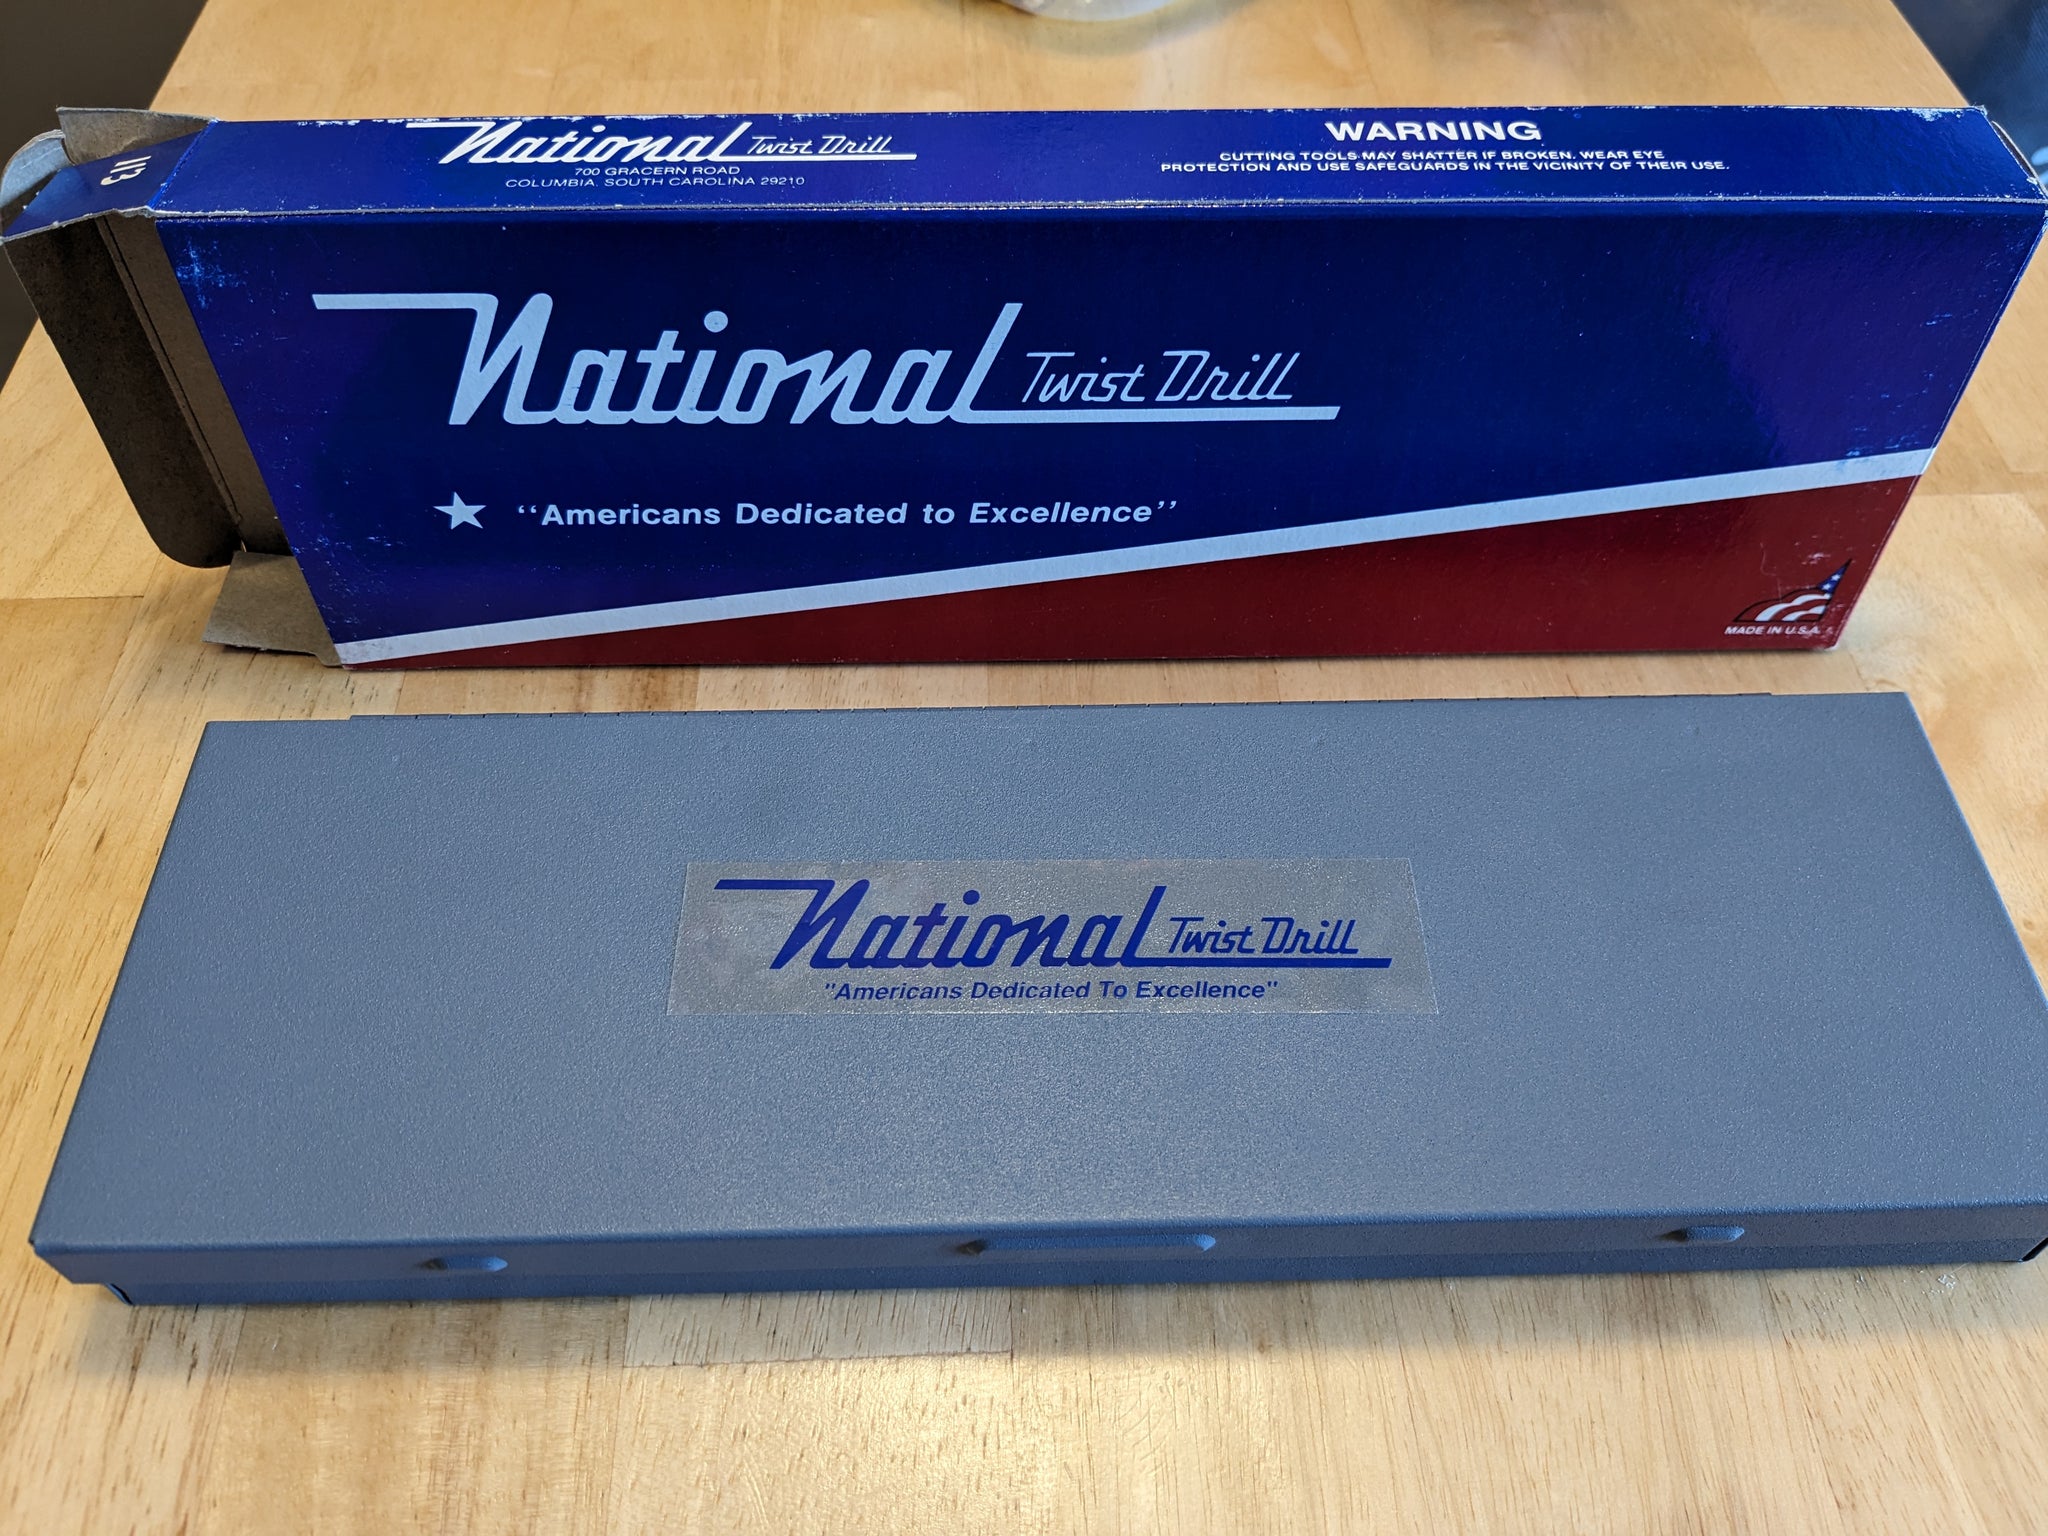 113
National Twist Drill
700 GRACERN ROAD
COLUMBIA, SOUTH CAROLINA 29210
WARNING
CUTTING TOOLS MAY SHATTER IF BROKEN. WEAR EYE
PROTECTION AND USE SAFEGUARDS IN THE VICINITY OF THEIR USE.
National Twist Drill
“Americans Dedicated to Excellence”
MADE IN U.S.A.
National Twist Drill
"Americans Dedicated To Excellence"